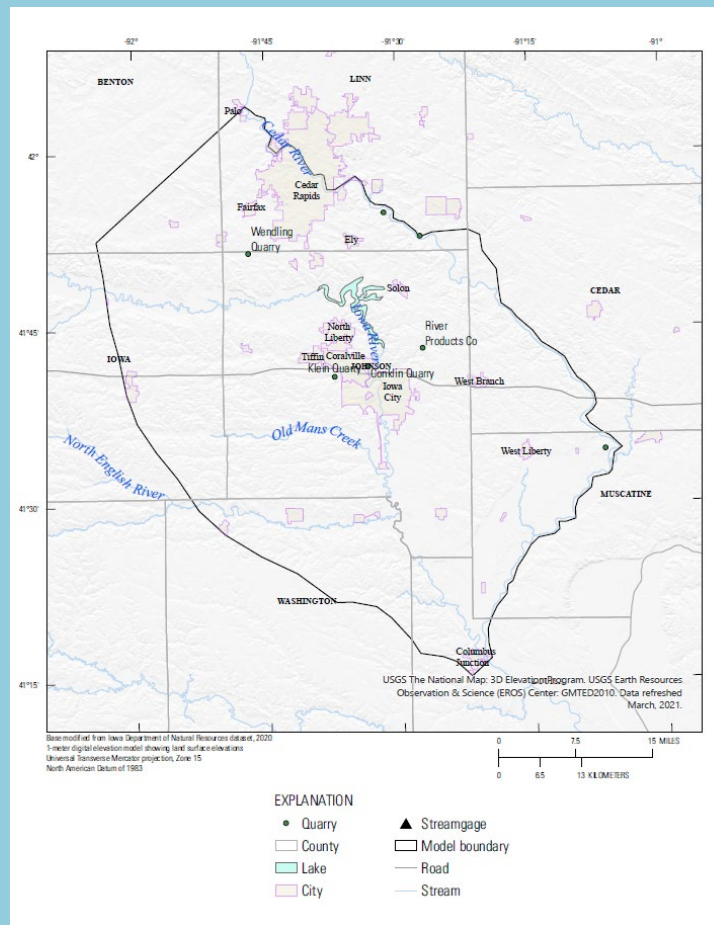 -92°
-91°45
-91°30
-91°15
-91°
BENTON
LINN
Palo
Cedar River
42°
Cedar
Rapids
Fairfax
Wendling
Quarry
Ely
CEDAR
Solon
Iowa River
41°45
North
Liberty
River
Products Co
IOWA
Tiffin Coralville
JOHNSON
Klein Quarry
Conklin Quarry
Iowa
City
West Branch
Old Mans Creek
West Liberty
North English River
MUSCATINE
41°30
WASHINGTON
Columbus
Junction
41°15
USGS The National Map: 3D Elevation Program. USGS Earth Resources
Observation & Science (EROS) Center: GMTED2010. Data refreshed
March, 2021.
Base modified from Iowa Department of Natural Resources dataset, 2020
1-meter digital elevation model showing land surface elevations
Universal Transverse Mercator projection, Zone 15
North American Datum of 1983
0 7.5 15 MILES
0 6.5 13 KILOMETERS
EXPLANATION
Quarry
County
Lake
City
Streamgage
Model boundary
Road
Stream